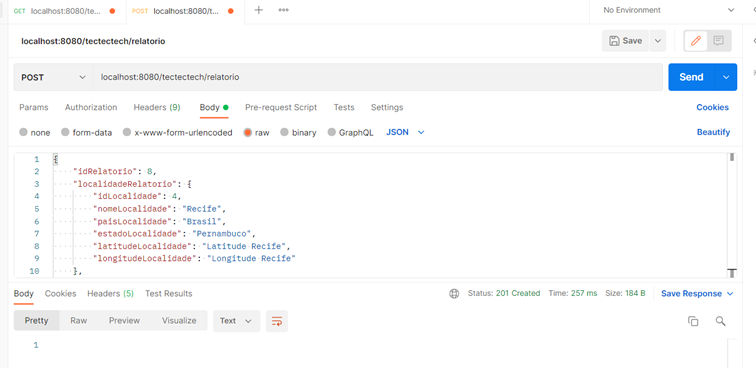 GET localhost:8080/te... POST localhost:8080/t... + ••• No Environment
localhost:8080/tectectech/relatorio Save
POST localhost:8080/tectectech/relatorio Send
Params Authorization Headers (9) Body Pre-request Script Tests Settings Cookies
none form-data x-www-form-urlencoded raw binary GraphQL JSON Beautify
1 {
2 "idRelatorio": 8,
3 "localidadeRelatorio": {
4 "idLocalidade": 4,
5 "nomeLocalidade": "Recife",
6 "paisLocalidade": "Brasil",
7 "estadoLocalidade": "Pernambuco",
8 "latitudeLocalidade": "Latitude Recife",
9 "longitudeLocalidade": "Longitude Recife"
10 },
Body Cookies Headers (5) Test Results Status: 201 Created Time: 257 ms Size: 184 B Save Response
Pretty Raw Preview Visualize Text
1